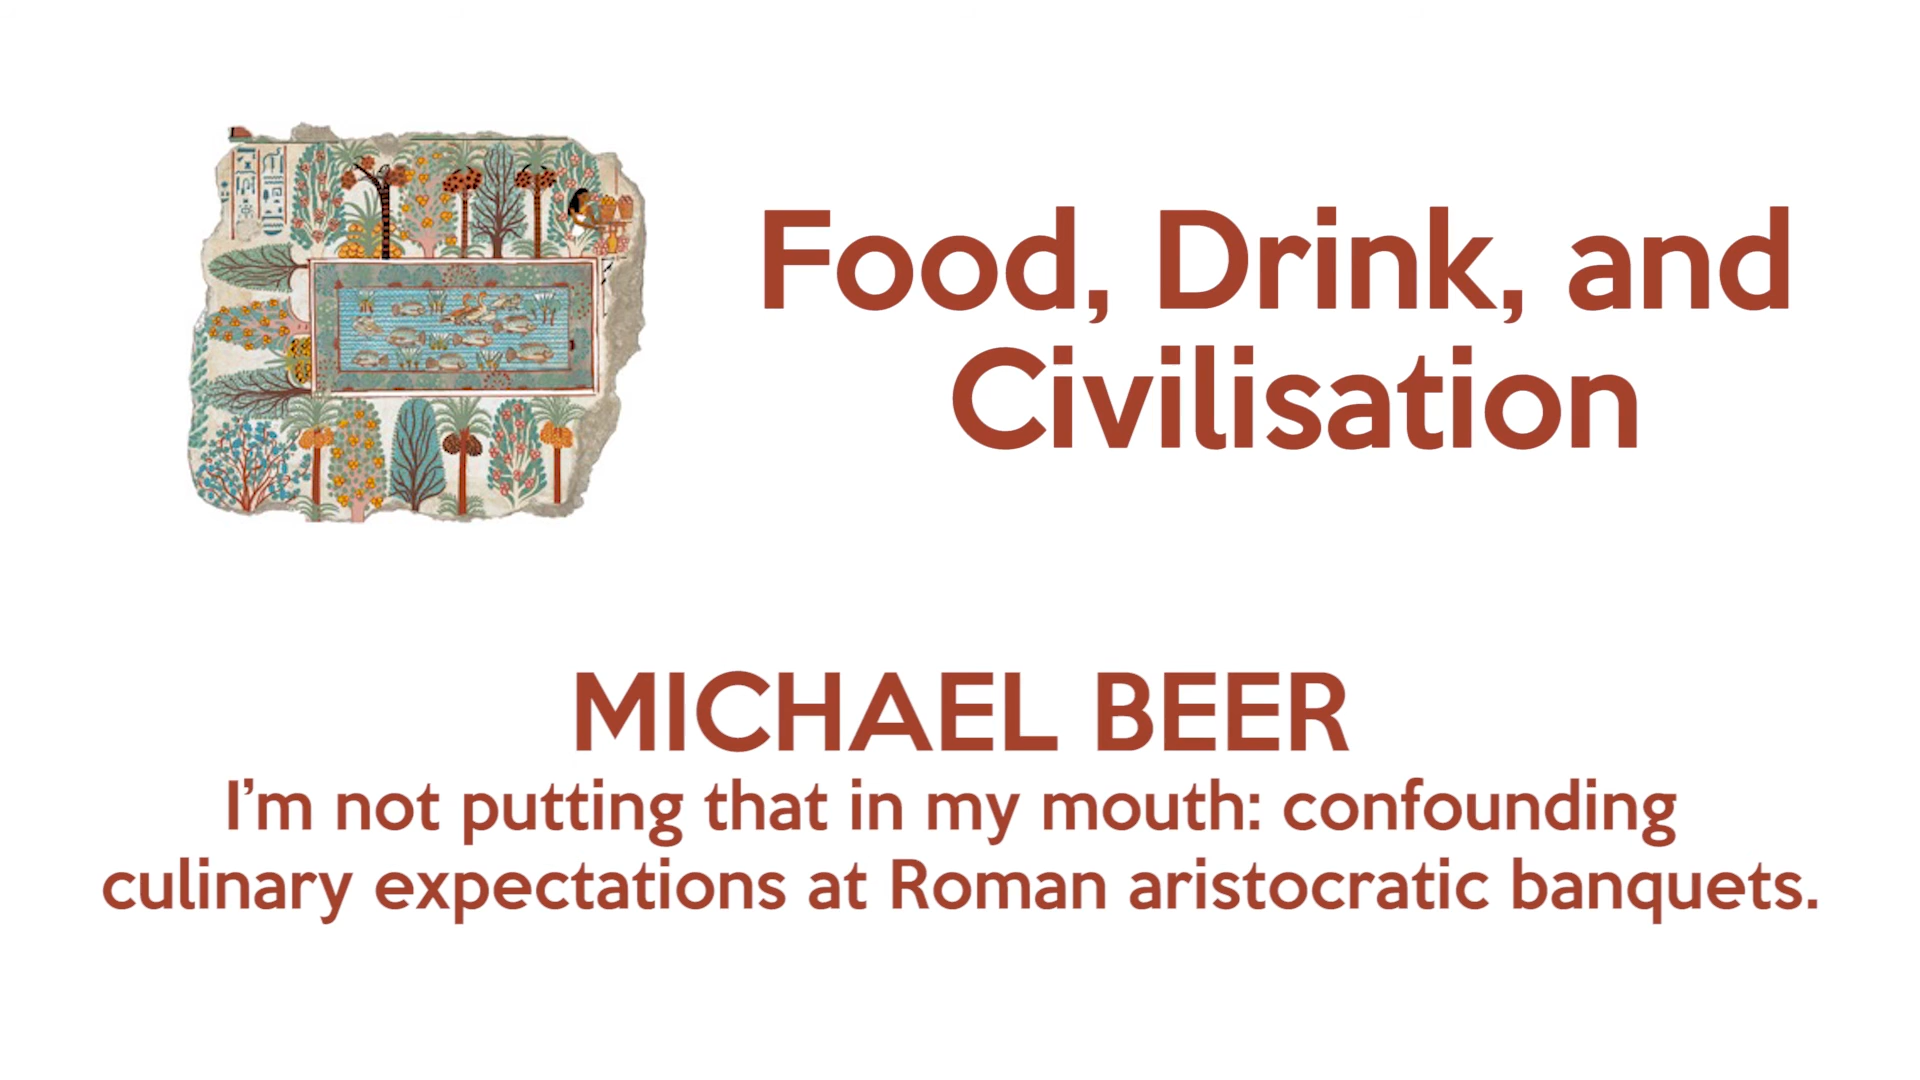 Food, Drink, and
Civilisation
MICHAEL BEER
I’m not putting that in my mouth: confounding
culinary expectations at Roman aristocratic banquets.